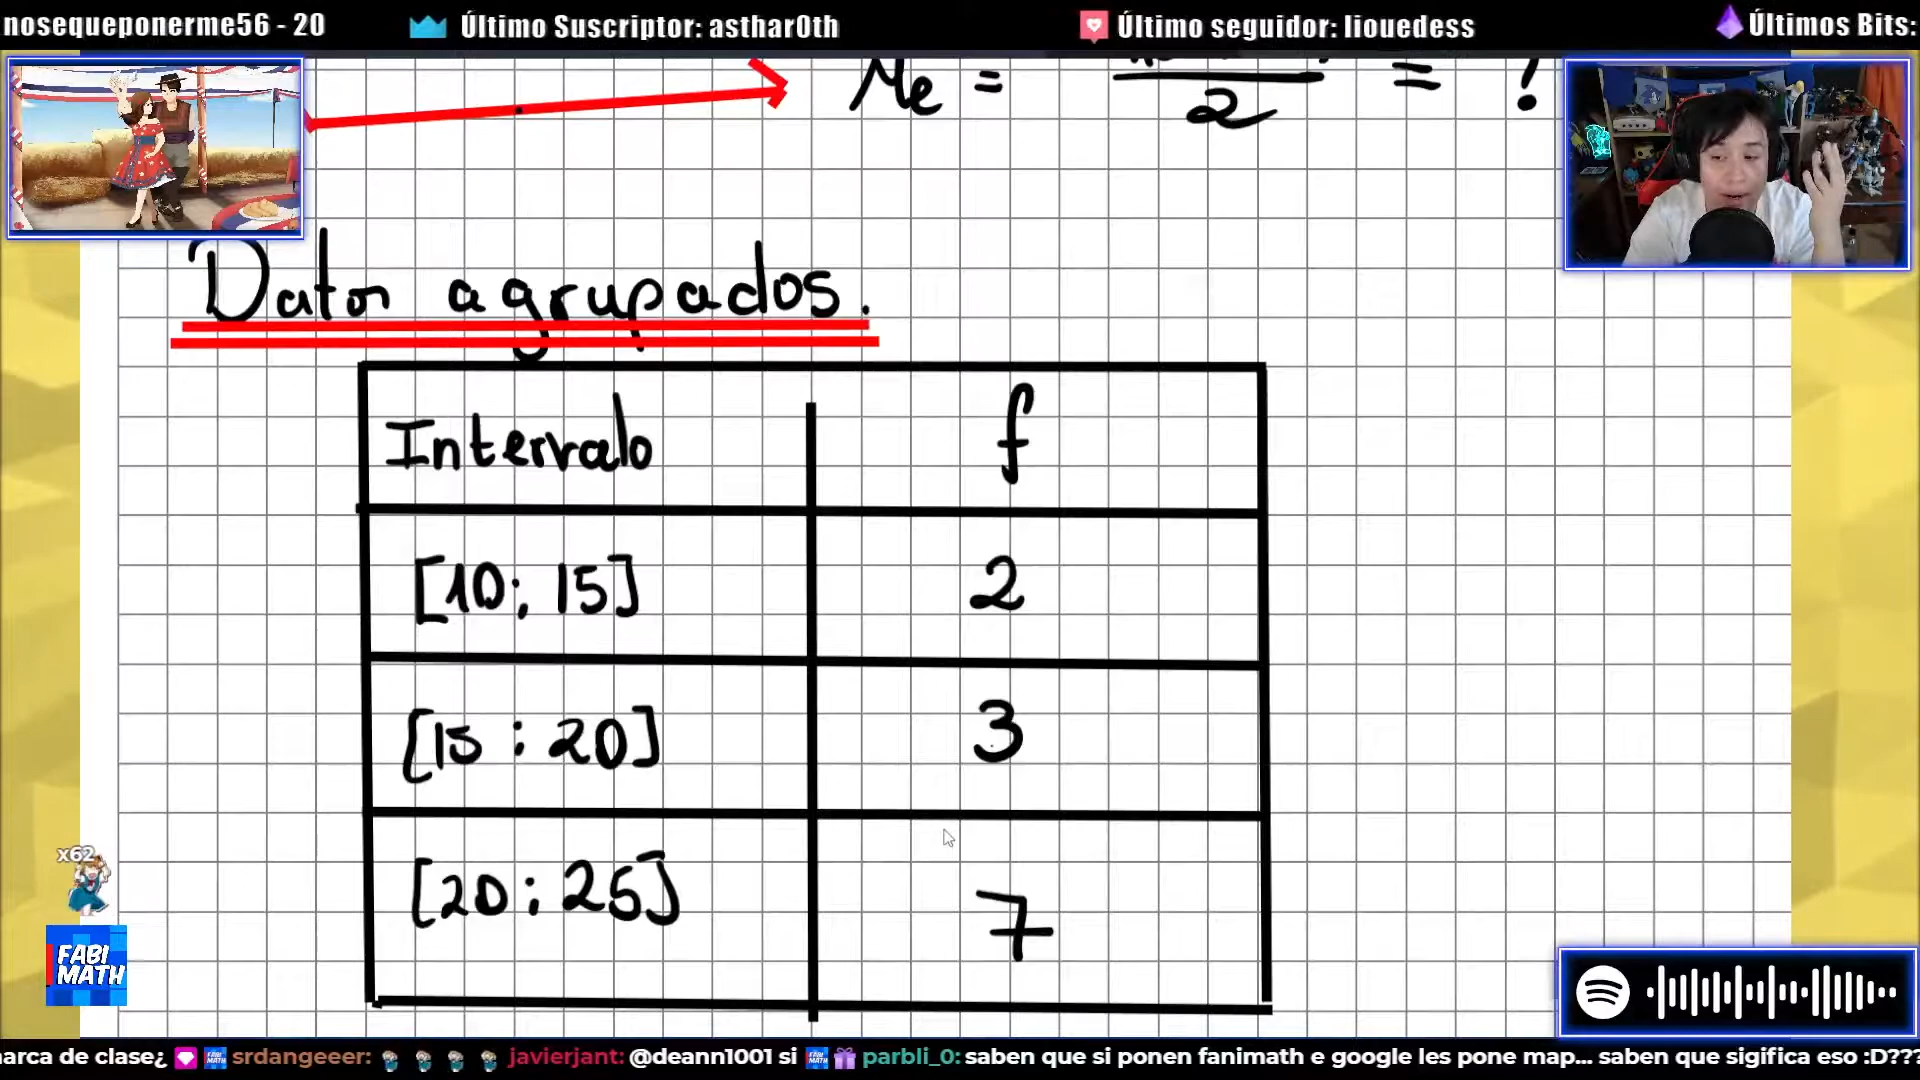 nosequeponerme56 - 20
Último Suscriptor: asthar0th
Último seguidor: liouedess
Últimos Bits:
Me = 2 = !
Datos agrupados.
Intervalo f
[10; 15] 2
[15 ; 20] 3
[20 ; 25] 7
x62
FABI
MATH
arca de clase¿ srdangeeer: javierjant: @deann1001 si parbli_0: saben que si ponen fanimath e google les pone map... saben que sigifica eso :D???